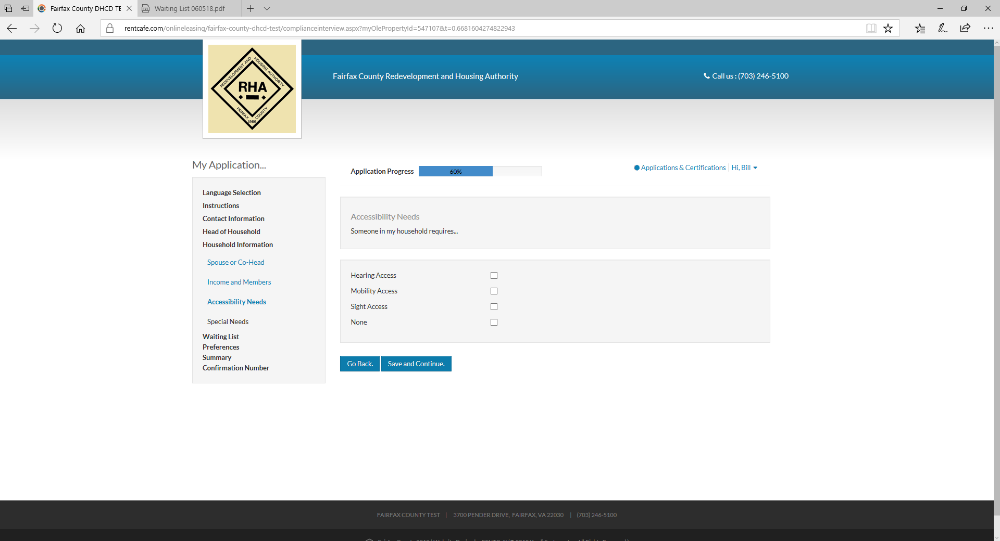 Fairfax County DHCD TE
Waiting List 060518.pdf
rentcafe.com/onlineleasing/fairfax-county-dhcd-test/complianceinterview.aspx?myOlePropertyId=547107&t=0.6681604274822943
REDEVELOPMENT AND HOUSING AUTHORITY
RHA
FAIRFAX COUNTY
1966
Fairfax County Redevelopment and Housing Authority
Call us : (703) 246-5100
My Application...
Application Progress 60%
Applications & Certifications Hi, Bill
Language Selection
Instructions
Contact Information
Head of Household
Household Information
Spouse or Co-Head
Income and Members
Accessibility Needs
Special Needs
Waiting List
Preferences
Summary
Confirmation Number
Accessibility Needs
Someone in my household requires...
Hearing Access
Mobility Access
Sight Access
None
Go Back. Save and Continue.
FAIRFAX COUNTY TEST | 3700 PENDER DRIVE, FAIRFAX, VA 22030 | (703) 246-5100